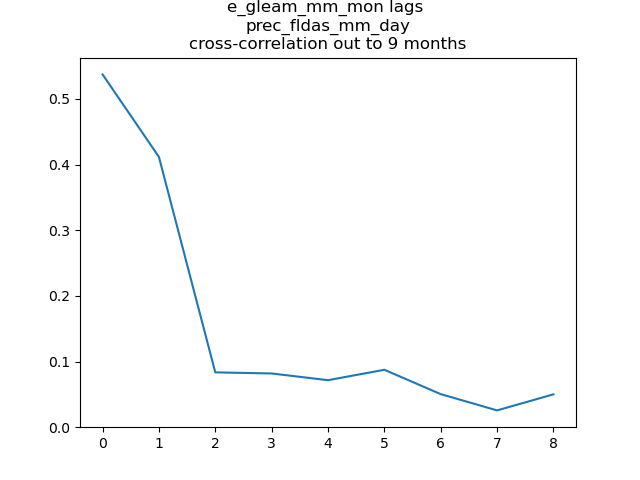 e_gleam_mm_mon lags
prec_fldas_mm_day
cross-correlation out to 9 months
0.5
0.4
0.3
0.2
0.1
0.0
0 1 2 3 4 5 6 7 8